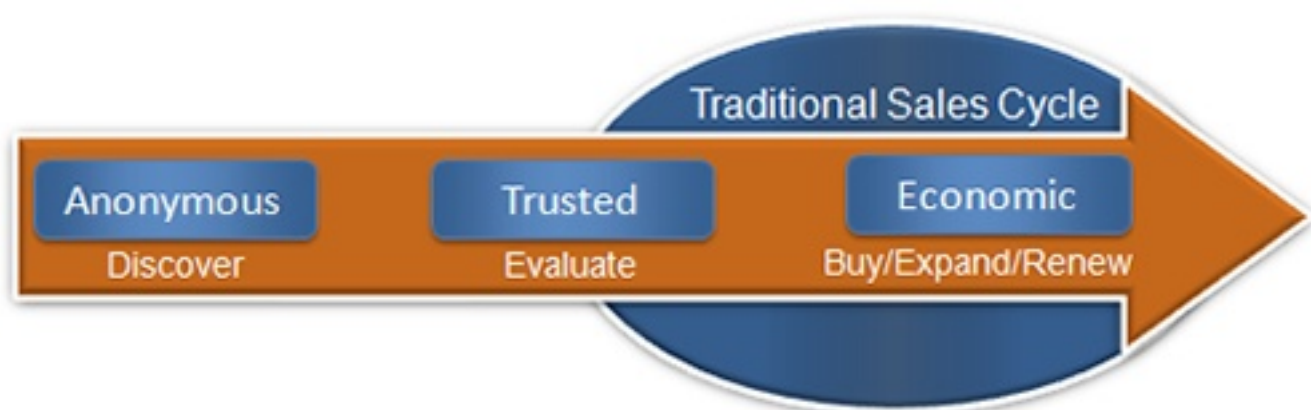 Traditional Sales Cycle
Anonymous
Discover
Trusted
Evaluate
Economic
Buy/Expand/Renew